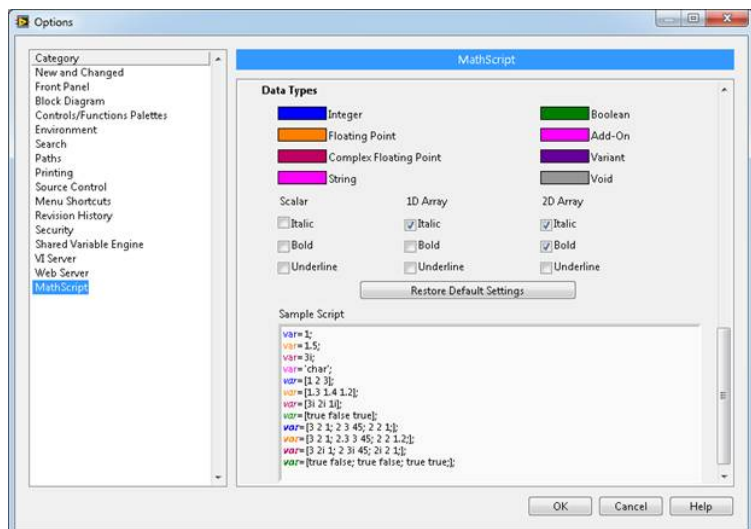 Options
Category
New and Changed
Front Panel
Block Diagram
Controls/Functions Palettes
Environment
Search
Paths
Printing
Source Control
Menu Shortcuts
Revision History
Security
Shared Variable Engine
VI Server
Web Server
MathScript
MathScript
Data Types
Integer Boolean
Floating Point Add-On
Complex Floating Point Variant
String Void
Scalar 1D Array 2D Array
Italic Italic Italic
Bold Bold Bold
Underline Underline Underline
Restore Default Settings
Sample Script
var=1;
var=1.5;
var=3i;
var='char';
var=[1 2 3];
var=[1.3 1.4 1.2];
var=[3i 2i 1i];
var=[true false true];
var=[3 2 1; 2 3 45; 2 2 1;];
var=[3 2 1; 2.3 3 45; 2 2 1.2;];
var=[3 2i 1; 2 3i 45; 2i 2 1;];
var=[true false; true false; true true;];
OK Cancel Help